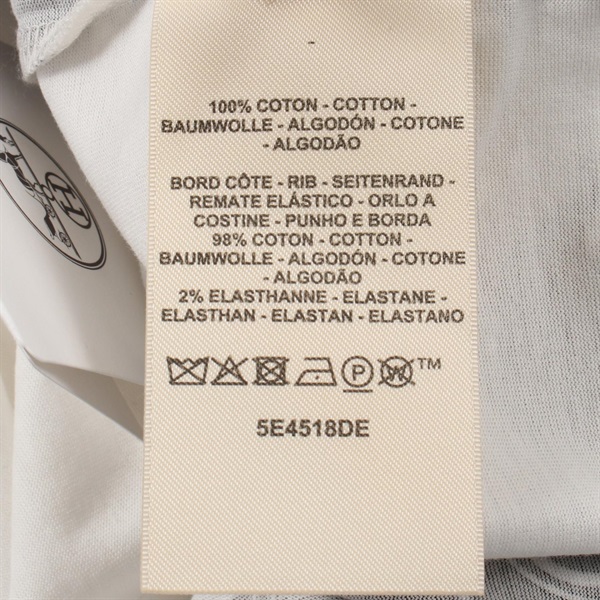 100% COTON - COTTON -
BAUMWOLLE - ALGODÓN - COTONE
- ALGODÃO
BORD CÔTE - RIB - SEITENRAND -
REMATE ELÁSTICO - ORLO A
COSTINE - PUNHO E BORDA
98% COTON - COTTON -
BAUMWOLLE - ALGODÓN - COTONE
- ALGODÃO
2% ELASTHANNE - ELASTANE -
ELASTHAN - ELASTAN - ELASTANO
P W™
5E4518DE
H ®